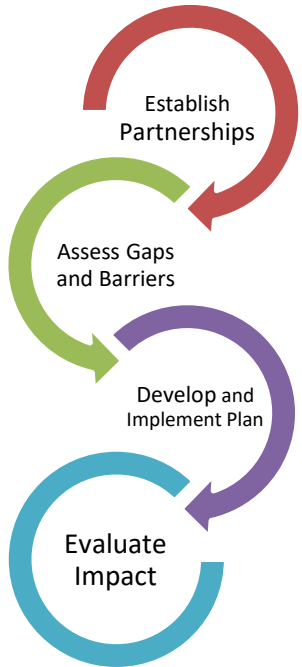 Establish
Partnerships
Assess Gaps
and Barriers
Develop and
Implement Plan
Evaluate
Impact